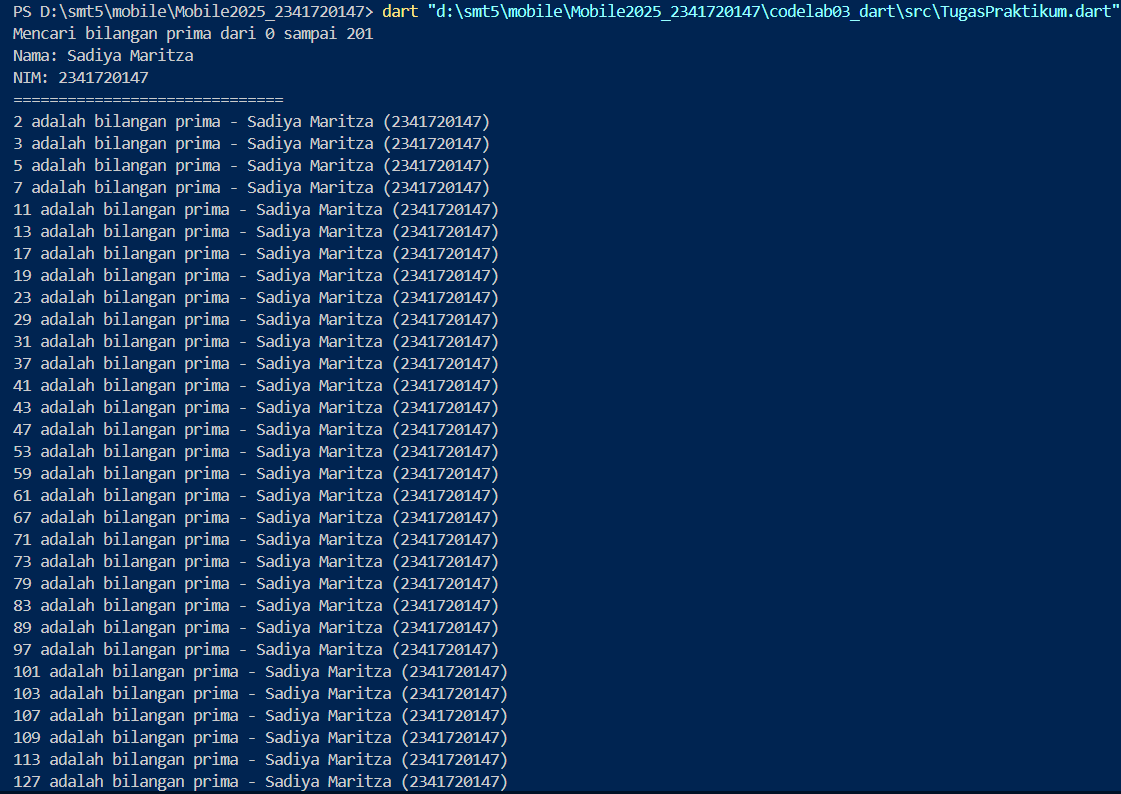 PS D:\smt5\mobile\Mobile2025_2341720147> dart "d:\smt5\mobile\Mobile2025_2341720147\codelab03_dart\src\TugasPraktikum.dart"
Mencari bilangan prima dari 0 sampai 201
Nama: Sadiya Maritza
NIM: 2341720147
==============================
2 adalah bilangan prima - Sadiya Maritza (2341720147)
3 adalah bilangan prima - Sadiya Maritza (2341720147)
5 adalah bilangan prima - Sadiya Maritza (2341720147)
7 adalah bilangan prima - Sadiya Maritza (2341720147)
11 adalah bilangan prima - Sadiya Maritza (2341720147)
13 adalah bilangan prima - Sadiya Maritza (2341720147)
17 adalah bilangan prima - Sadiya Maritza (2341720147)
19 adalah bilangan prima - Sadiya Maritza (2341720147)
23 adalah bilangan prima - Sadiya Maritza (2341720147)
29 adalah bilangan prima - Sadiya Maritza (2341720147)
31 adalah bilangan prima - Sadiya Maritza (2341720147)
37 adalah bilangan prima - Sadiya Maritza (2341720147)
41 adalah bilangan prima - Sadiya Maritza (2341720147)
43 adalah bilangan prima - Sadiya Maritza (2341720147)
47 adalah bilangan prima - Sadiya Maritza (2341720147)
53 adalah bilangan prima - Sadiya Maritza (2341720147)
59 adalah bilangan prima - Sadiya Maritza (2341720147)
61 adalah bilangan prima - Sadiya Maritza (2341720147)
67 adalah bilangan prima - Sadiya Maritza (2341720147)
71 adalah bilangan prima - Sadiya Maritza (2341720147)
73 adalah bilangan prima - Sadiya Maritza (2341720147)
79 adalah bilangan prima - Sadiya Maritza (2341720147)
83 adalah bilangan prima - Sadiya Maritza (2341720147)
89 adalah bilangan prima - Sadiya Maritza (2341720147)
97 adalah bilangan prima - Sadiya Maritza (2341720147)
101 adalah bilangan prima - Sadiya Maritza (2341720147)
103 adalah bilangan prima - Sadiya Maritza (2341720147)
107 adalah bilangan prima - Sadiya Maritza (2341720147)
109 adalah bilangan prima - Sadiya Maritza (2341720147)
113 adalah bilangan prima - Sadiya Maritza (2341720147)
127 adalah bilangan prima - Sadiya Maritza (2341720147)